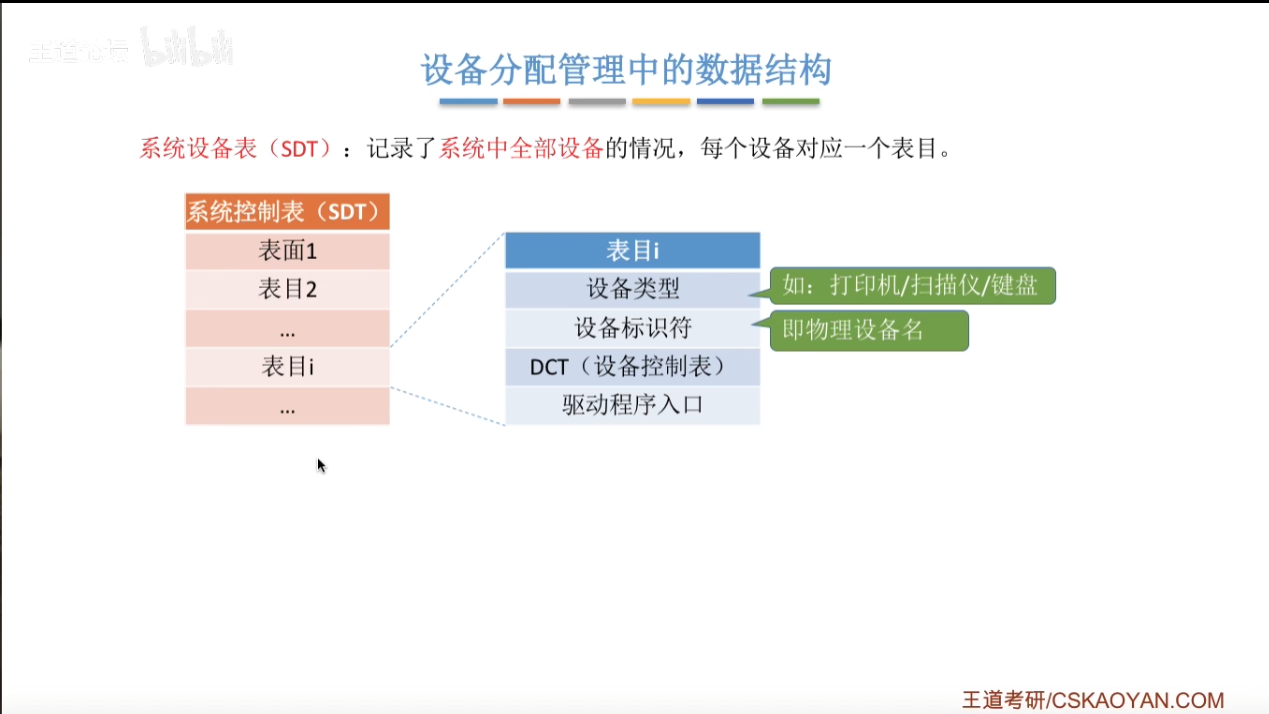 王道论坛 bilibili
设备分配管理中的数据结构
系统设备表（SDT）：记录了系统中全部设备的情况，每个设备对应一个表目。
系统控制表（SDT）
表面1
表目2
...
表目i
...
表目i
设备类型
设备标识符
DCT（设备控制表）
驱动程序入口
如：打印机/扫描仪/键盘
即物理设备名
王道考研/CSKAOYAN.COM